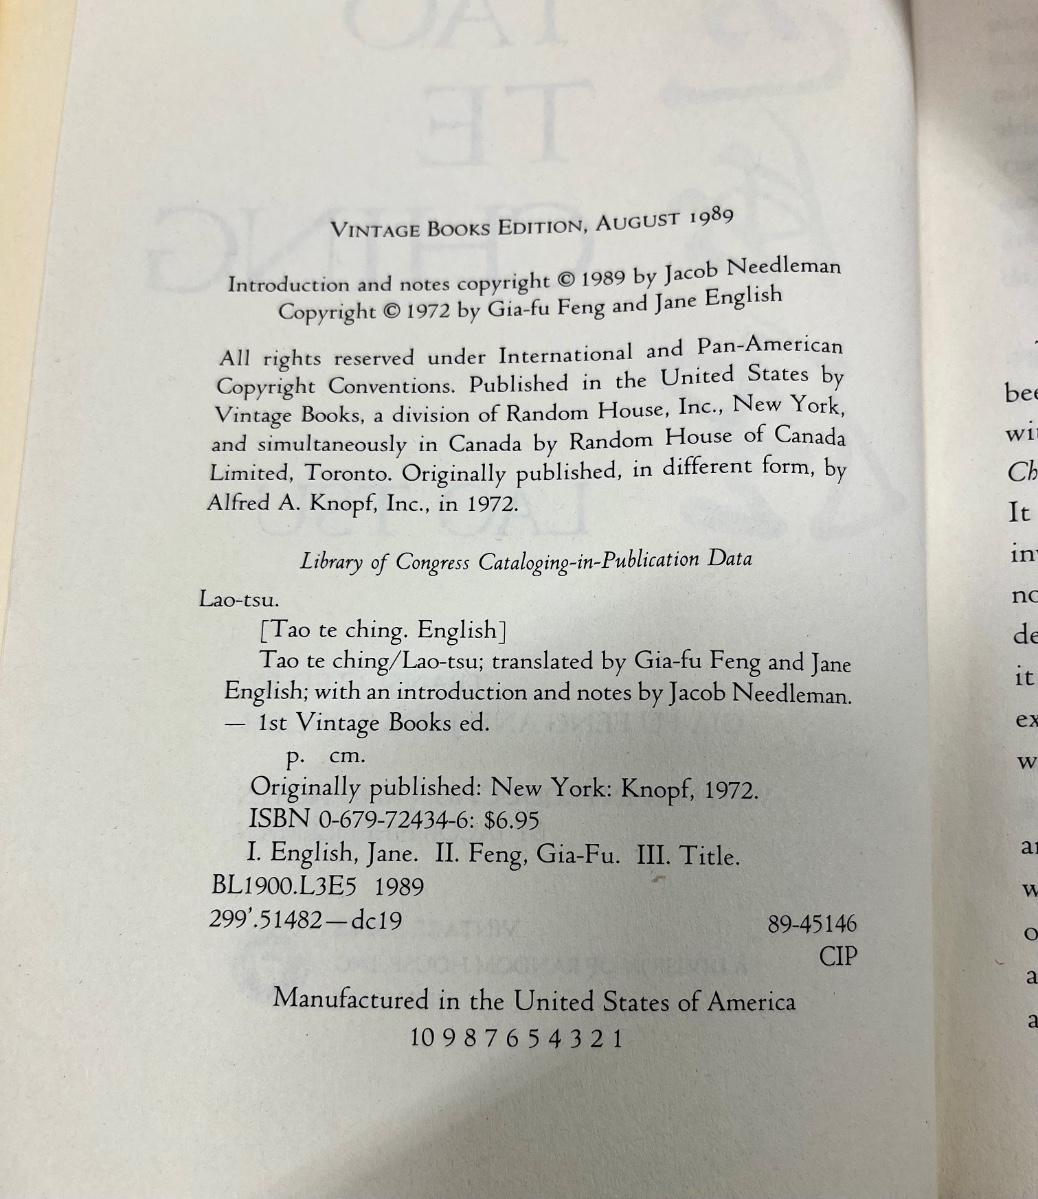 VINTAGE BOOKS EDITION, AUGUST 1989
Introduction and notes copyright © 1989 by Jacob Needleman
Copyright © 1972 by Gia-fu Feng and Jane English
All rights reserved under International and Pan-American
Copyright Conventions. Published in the United States by
Vintage Books, a division of Random House, Inc., New York,
and simultaneously in Canada by Random House of Canada
Limited, Toronto. Originally published, in different form, by
Alfred A. Knopf, Inc., in 1972.
Library of Congress Cataloging-in-Publication Data
Lao-tsu.
[Tao te ching. English]
Tao te ching/Lao-tsu; translated by Gia-fu Feng and Jane
English; with an introduction and notes by Jacob Needleman.
— 1st Vintage Books ed.
p. cm.
Originally published: New York: Knopf, 1972.
ISBN 0-679-72434-6: $6.95
I. English, Jane. II. Feng, Gia-Fu. III. Title.
BL1900.L3E5 1989
299'.51482—dc19 89-45146
CIP
Manufactured in the United States of America
10 9 8 7 6 5 4 3 2 1